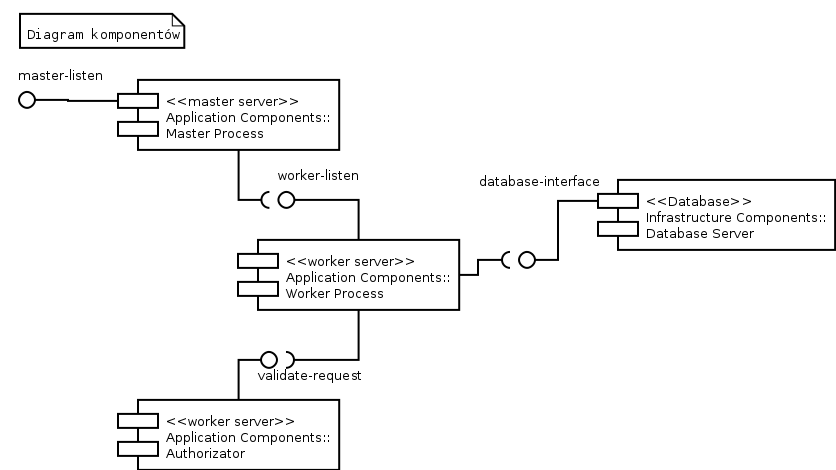 Diagram komponentów
master-listen
<<master server>>
Application Components::
Master Process
worker-listen
database-interface
<<Database>>
Infrastructure Components::
Database Server
<<worker server>>
Application Components::
Worker Process
validate-request
<<worker server>>
Application Components::
Authorizator